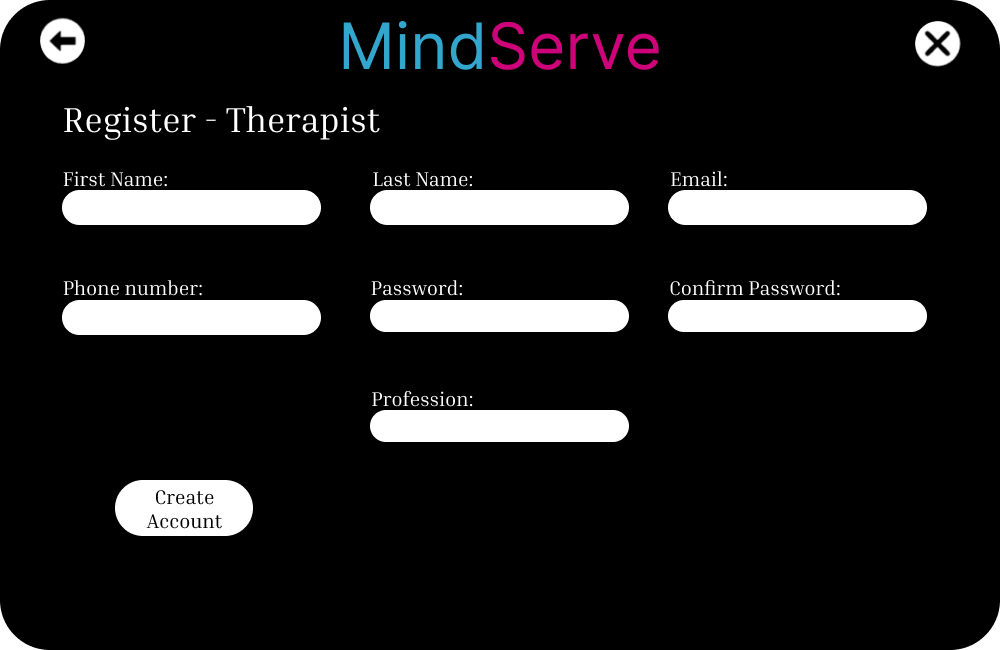 MindServe
Register - Therapist
First Name:
Last Name:
Email:
Phone number:
Password:
Confirm Password:
Profession:
Create
Account